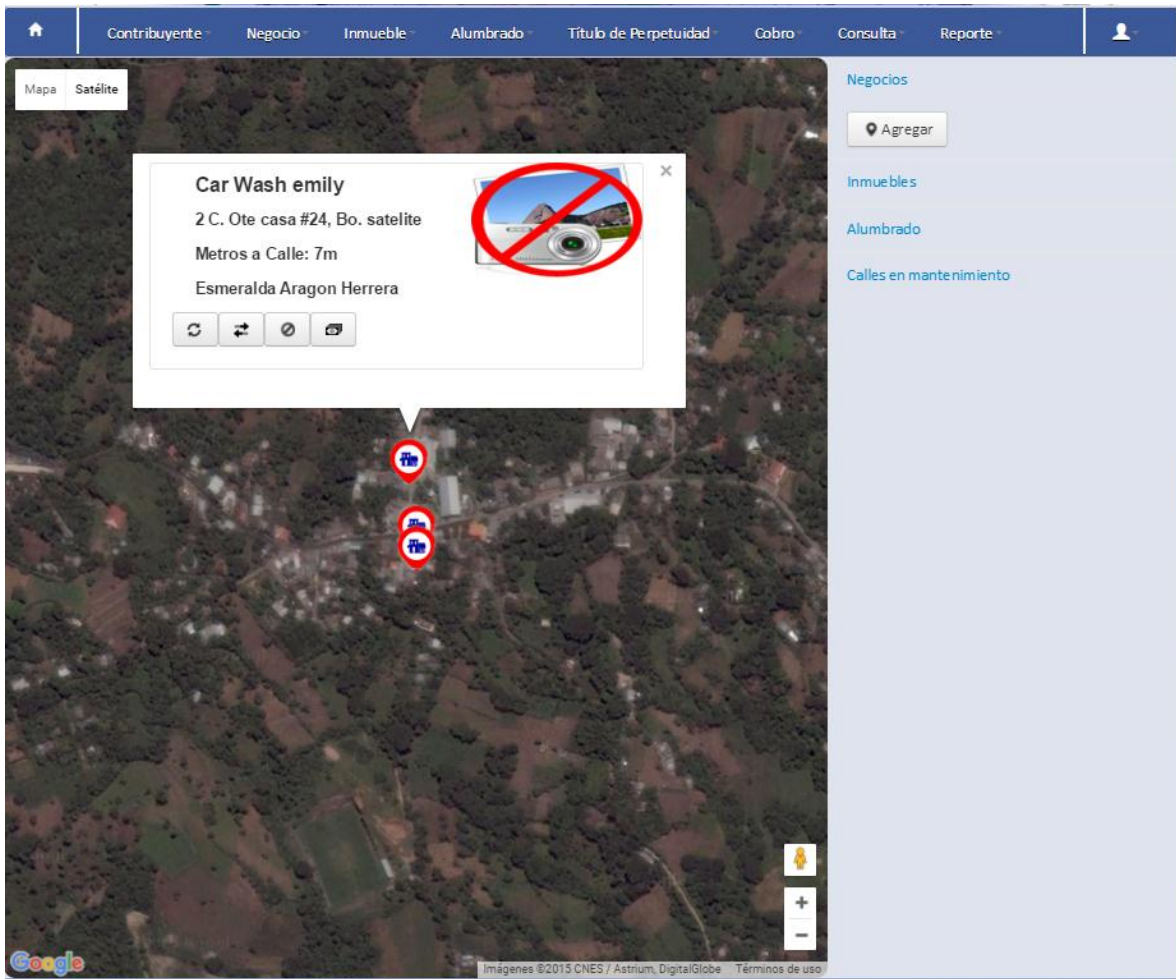 Contribuyente Negocio Inmueble Alumbrado Título de Perpetuidad Cobro Consulta Reporte
Mapa Satélite
Negocios
Agregar
Inmuebles
Alumbrado
Calles en mantenimiento
Car Wash emily
2 C. Ote casa #24, Bo. satelite
Metros a Calle: 7m
Esmeralda Aragon Herrera
Google
Imágenes ©2015 CNES / Astrium, DigitalGlobe Términos de uso